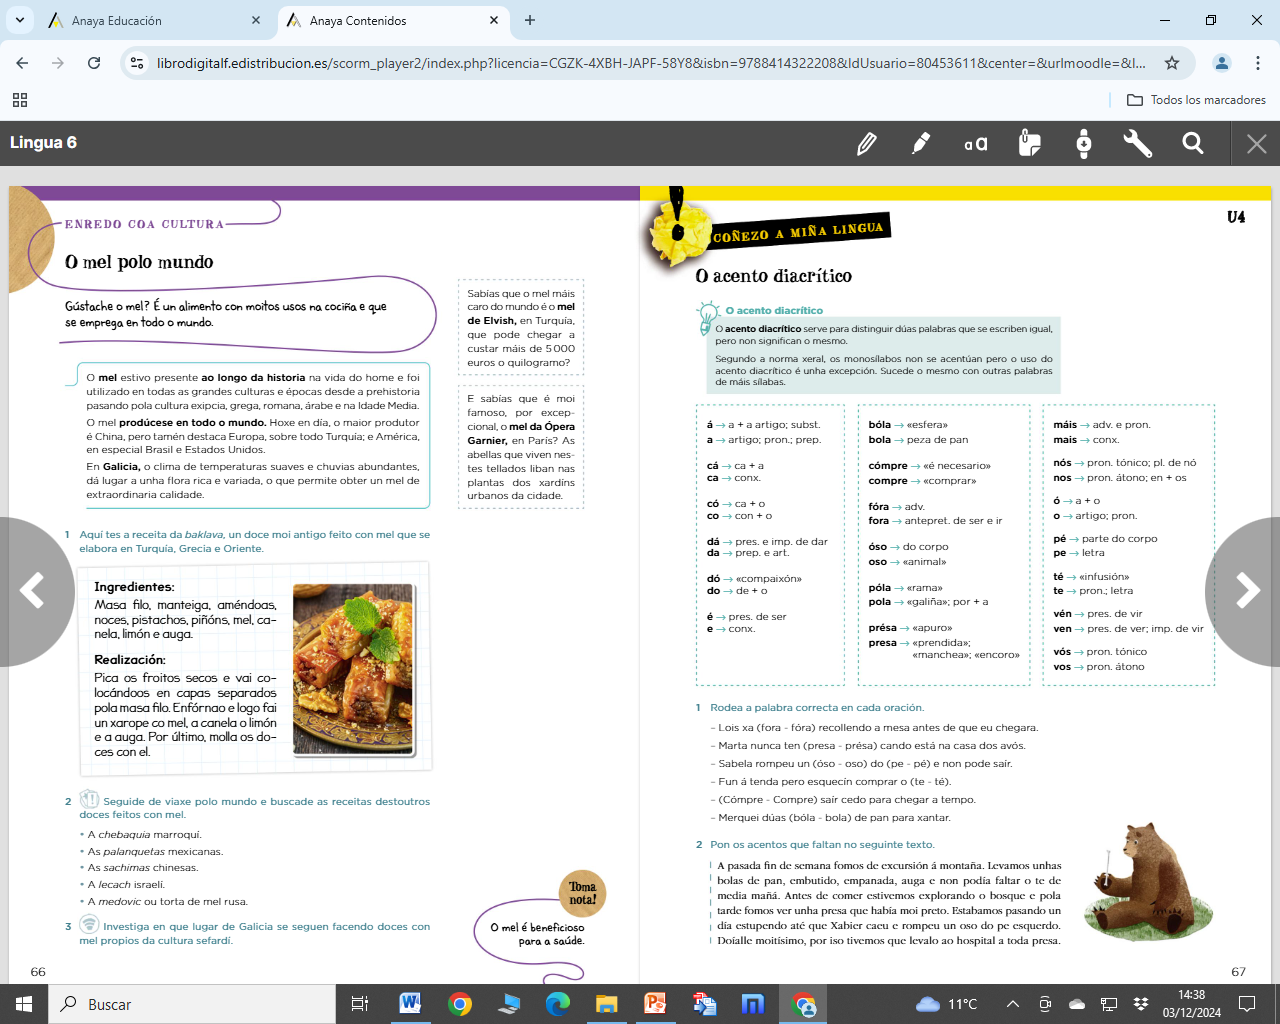 Anaya Educación
Anaya Contenidos
librodigitalf.edistribucion.es/scorm_player2/index.php?licencia=CGZK-4XBH-JAPF-58Y8&isbn=9788414322208&IdUsuario=80453611&center=&urlmoodle=&l...
Todos los marcadores
Lingua 6
ENREDO COA CULTURA
O mel polo mundo
Gústache o mel? É un alimento con moitos usos na cociña e que
se emprega en todo o mundo.
O mel estivo presente ao longo da historia na vida do home e foi
utilizado en todas as grandes culturas e épocas desde a prehistoria
pasando pola cultura exipcia, grega, romana, árabe e na Idade Media.
O mel prodúcese en todo o mundo. Hoxe en día, o maior produtor
é China, pero tamén destaca Europa, sobre todo Turquía; e América,
en especial Brasil e Estados Unidos.
En Galicia, o clima de temperaturas suaves e chuvias abundantes,
dá lugar a unha flora rica e variada, o que permite obter un mel de
extraordinaria calidade.
Sabías que o mel máis
caro do mundo é o mel
de Elvish, en Turquía,
que pode chegar a
custar máis de 5 000
euros o quilogramo?
E sabías que é moi
famoso, por excep-
cional, o mel da Ópera
Garnier, en París? As
abellas que viven nes-
tes tellados liban nas
plantas dos xardíns
urbanos da cidade.
1 Aquí tes a receita da baklava, un doce moi antigo feito con mel que se
elabora en Turquía, Grecia e Oriente.
Ingredientes:
Masa filo, manteiga, améndoas,
noces, pistachos, piñóns, mel, ca-
nela, limón e auga.
Realización:
Pica os froitos secos e vai co-
locándoos en capas separados
pola masa filo. Enfórnao e logo fai
un xarope co mel, a canela o limón
e a auga. Por último, molla os do-
ces con el.
2 Seguide de viaxe polo mundo e buscade as receitas destoutros
doces feitos con mel.
• A chebaquia marroquí.
• As palanquetas mexicanas.
• As sachimas chinesas.
• A lecach israelí.
• A medovic ou torta de mel rusa.
3 Investiga en que lugar de Galicia se seguen facendo doces con
mel propios da cultura sefardí.
Toma
nota!
O mel é beneficioso
para a saúde.
66
U4
COÑEZO A MIÑA LINGUA
O acento diacrítico
O acento diacrítico
O acento diacrítico serve para distinguir dúas palabras que se escriben igual,
pero non significan o mesmo.
Segundo a norma xeral, os monosílabos non se acentúan pero o uso do
acento diacrítico é unha excepción. Sucede o mesmo con outras palabras
de máis sílabas.
á → a + a artigo; subst.
a → artigo; pron.; prep.
cá → ca + a
ca → conx.
có → ca + o
co → con + o
dá → pres. e imp. de dar
da → prep. e art.
dó → «compaixón»
do → de + o
é → pres. de ser
e → conx.
bóla → «esfera»
bola → peza de pan
cómpre → «é necesario»
compre → «comprar»
fóra → adv.
fora → antepret. de ser e ir
óso → do corpo
oso → «animal»
póla → «rama»
pola → «galiña»; por + a
présa → «apuro»
presa → «prendida»;
«manchea»; «encoro»
máis → adv. e pron.
mais → conx.
nós → pron. tónico; pl. de nó
nos → pron. átono; en + os
ó → a + o
o → artigo; pron.
pé → parte do corpo
pe → letra
té → «infusión»
te → pron.; letra
vén → pres. de vir
ven → pres. de ver; imp. de vir
vós → pron. tónico
vos → pron. átono
1 Rodea a palabra correcta en cada oración.
– Lois xa (fora - fóra) recollendo a mesa antes de que eu chegara.
– Marta nunca ten (presa - présa) cando está na casa dos avós.
– Sabela rompeu un (óso - oso) do (pe - pé) e non pode saír.
– Fun á tenda pero esquecín comprar o (te - té).
– (Cómpre - Compre) saír cedo para chegar a tempo.
– Merquei dúas (bóla - bola) de pan para xantar.
2 Pon os acentos que faltan no seguinte texto.
A pasada fin de semana fomos de excursión á montaña. Levamos unhas
bolas de pan, embutido, empanada, auga e non podía faltar o te de
media mañá. Antes de comer estivemos explorando o bosque e pola
tarde fomos ver unha presa que había moi preto. Estabamos pasando un
día estupendo até que Xabier caeu e rompeu un oso do pe esquerdo.
Doíalle moitísimo, por iso tivemos que levalo ao hospital a toda presa.
67
Buscar
11°C
14:38
03/12/2024